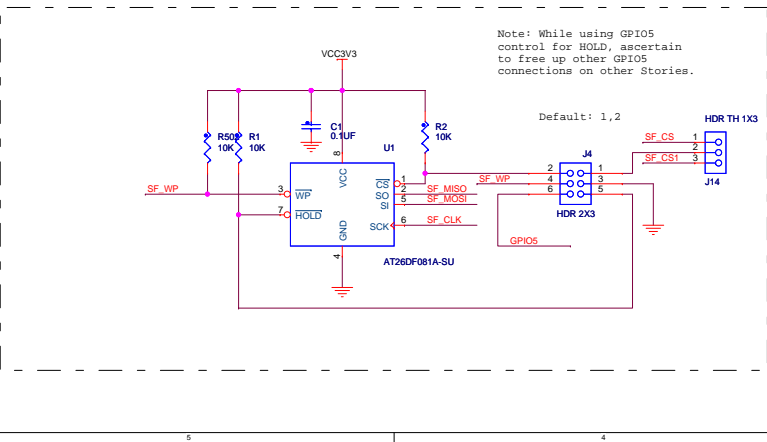 Note: While using GPIO5
control for HOLD, ascertain
to free up other GPIO5
connections on other Stories.
VCC3V3
Default: 1,2
HDR TH 1X3
C1
0.1UF
R1
10K
10K
R2
10K
U1
J4
J14
SF_CS
1
2
SF_CS1
3
8
VCC
SF_WP
3
WP
7
HOLD
CS
1
SO
2
SF_MISO
SI
5
SF_MOSI
SCK
6
SF_CLK
GND
4
AT26DF081A-SU
SF_WP
2
1
4
3
6
5
HDR 2X3
GPIO5
5
4